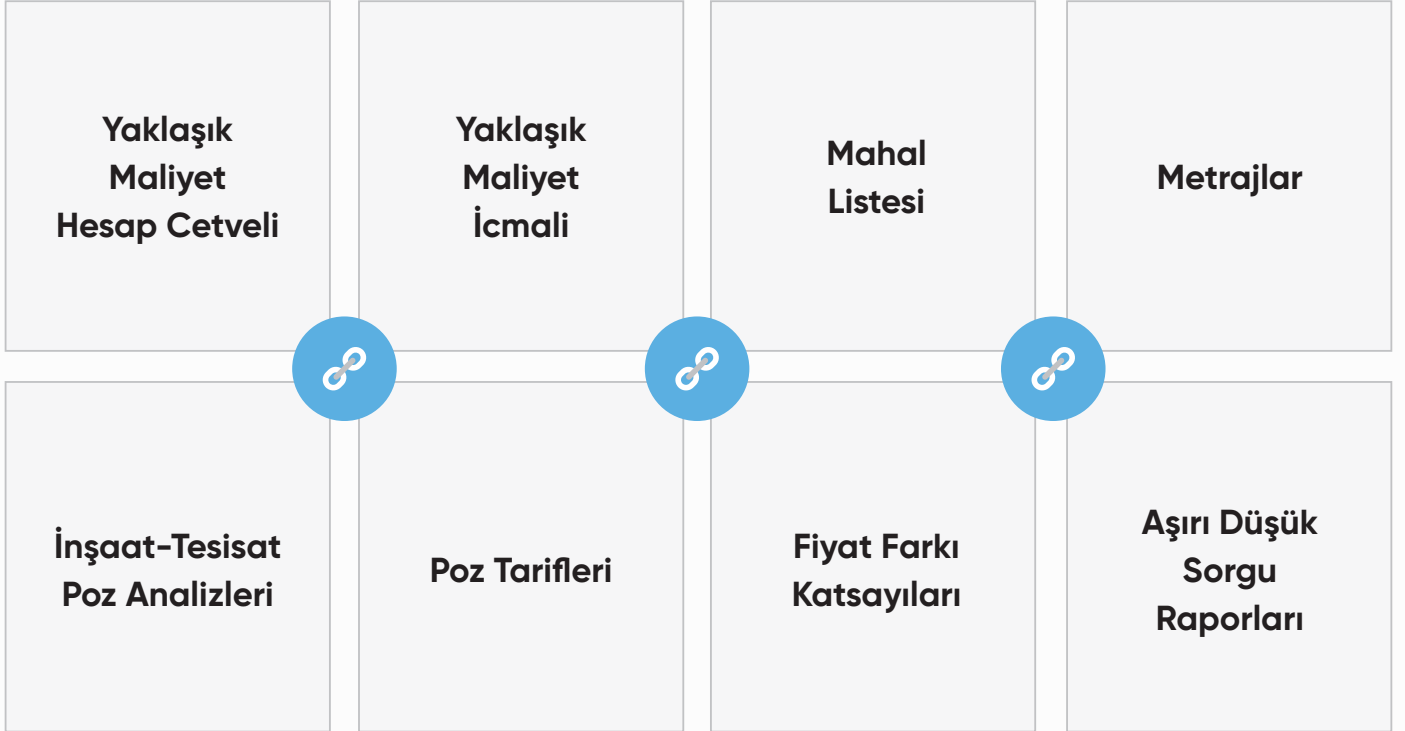 Yaklaşık
Maliyet
Hesap Cetveli
Yaklaşık
Maliyet
İcmali
Mahal
Listesi
Metrajlar
İnşaat-Tesisat
Poz Analizleri
Poz Tarifleri
Fiyat Farkı
Katsayıları
Aşırı Düşük
Sorgu
Raporları